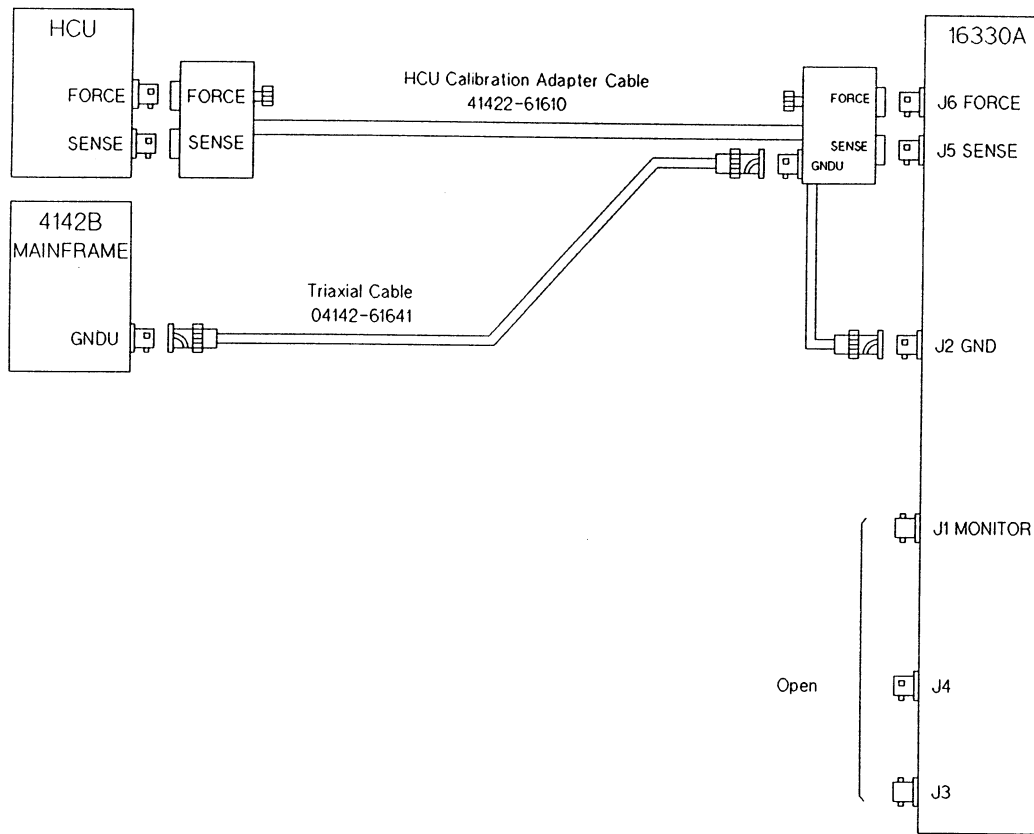 HCU
FORCE
SENSE
FORCE
SENSE
HCU Calibration Adapter Cable
41422-61610
FORCE
SENSE
GNDU
16330A
J6 FORCE
J5 SENSE
4142B
MAINFRAME
GNDU
Triaxial Cable
04142-61641
J2 GND
J1 MONITOR
Open
J4
J3